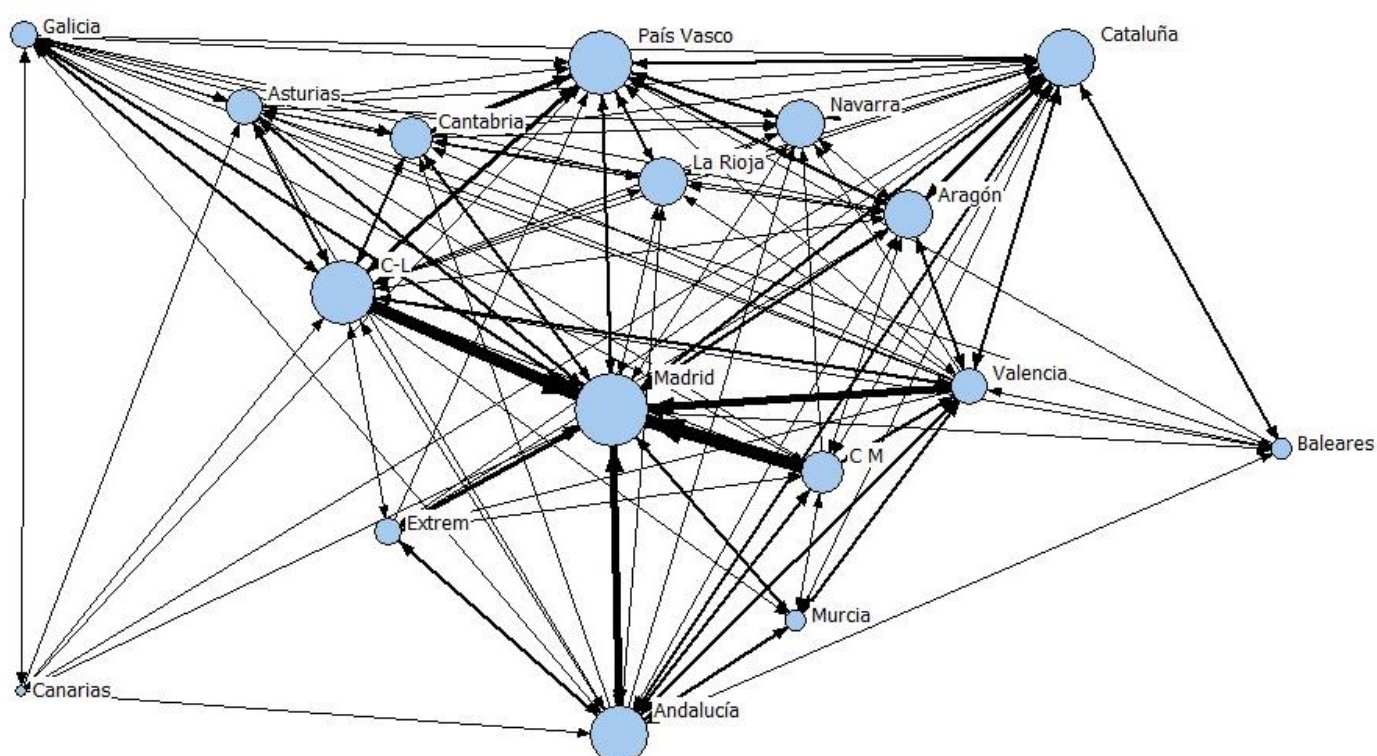 Galicia
País Vasco
Cataluña
Asturias
Cantabria
Navarra
La Rioja
Aragón
C-L
Madrid
Valencia
Baleares
C M
Extrem
Murcia
Canarias
Andalucía